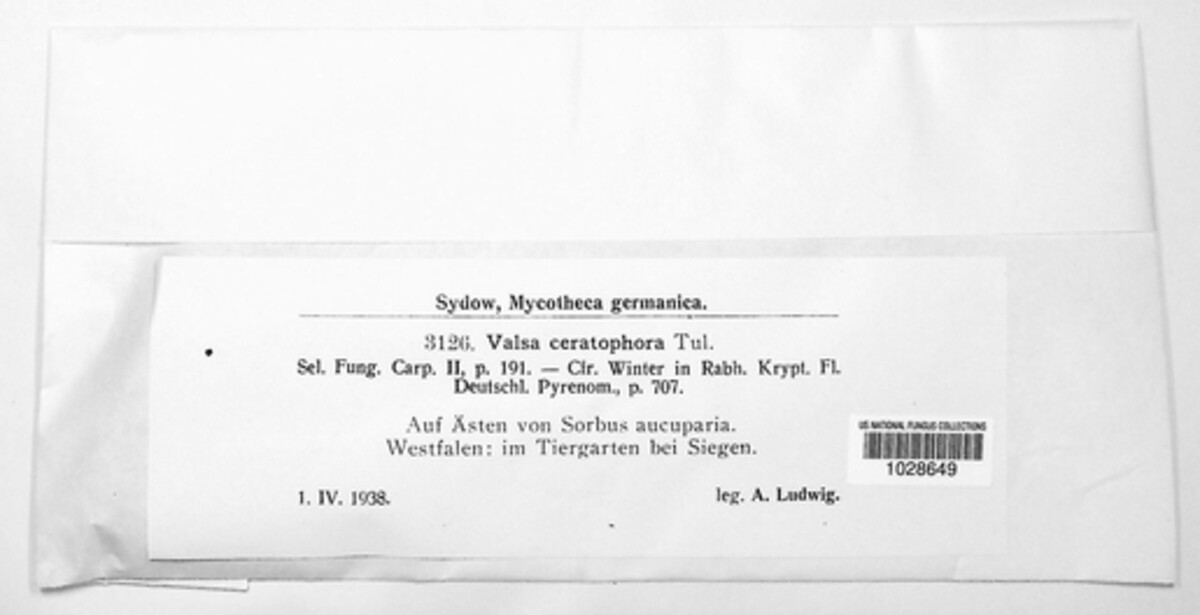 Sydow, Mycotheca germanica.
3126. Valsa ceratophora Tul.
Sel. Fung. Carp. II, p. 191. — Cfr. Winter in Rabh. Krypt. Fl.
Deutschl. Pyrenom., p. 707.
Auf Ästen von Sorbus aucuparia.
Westfalen: im Tiergarten bei Siegen.
1. IV. 1938. leg. A. Ludwig.
US NATIONAL FUNGUS COLLECTIONS
1028649